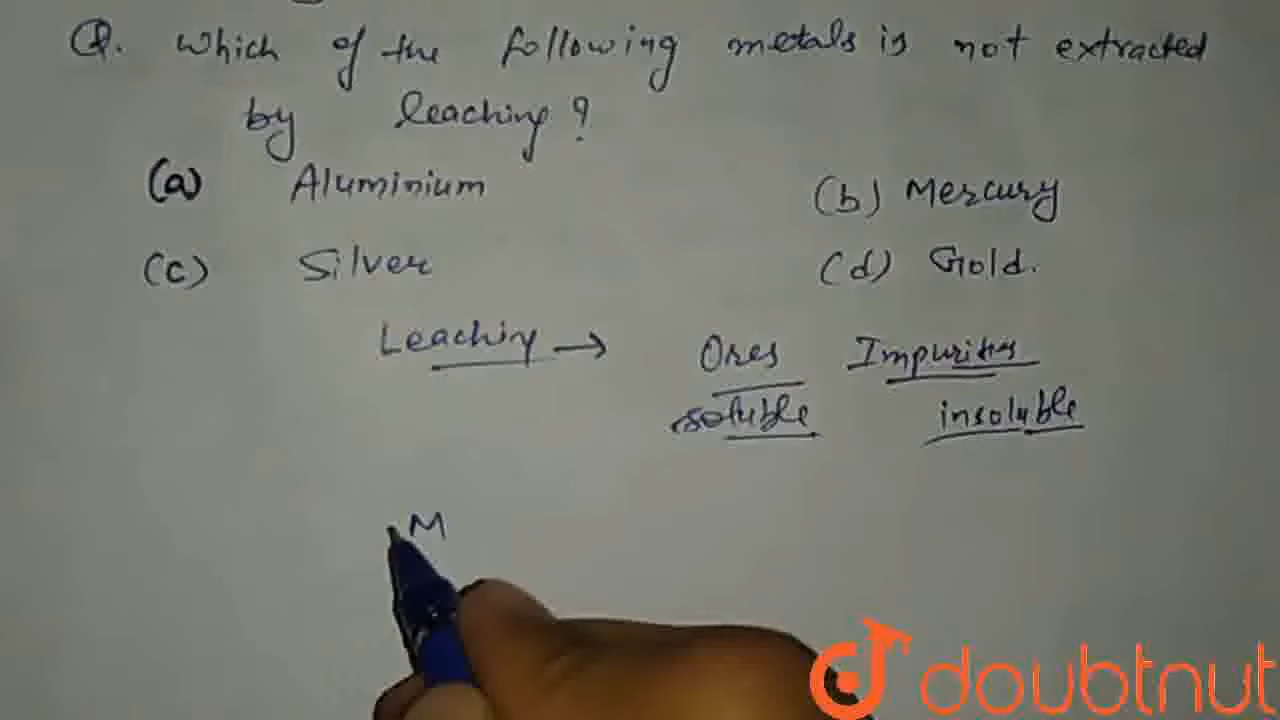 Q. Which of the following metals is not extracted
by leaching?
(a) Aluminium (b) Mercury
(c) Silver (d) Gold.
Leaching → Ores Impurities
soluble insoluble
M
doubtnut